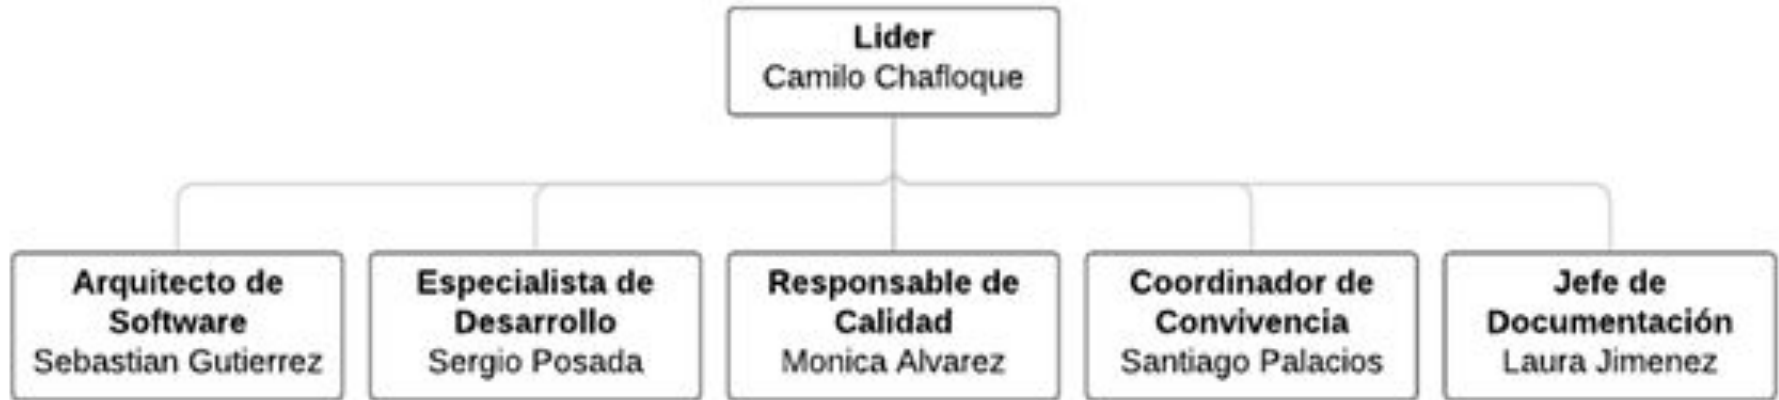 Lider
Camilo Chafloque
Arquitecto de
Software
Sebastian Gutierrez
Especialista de
Desarrollo
Sergio Posada
Responsable de
Calidad
Monica Alvarez
Coordinador de
Convivencia
Santiago Palacios
Jefe de
Documentación
Laura Jimenez